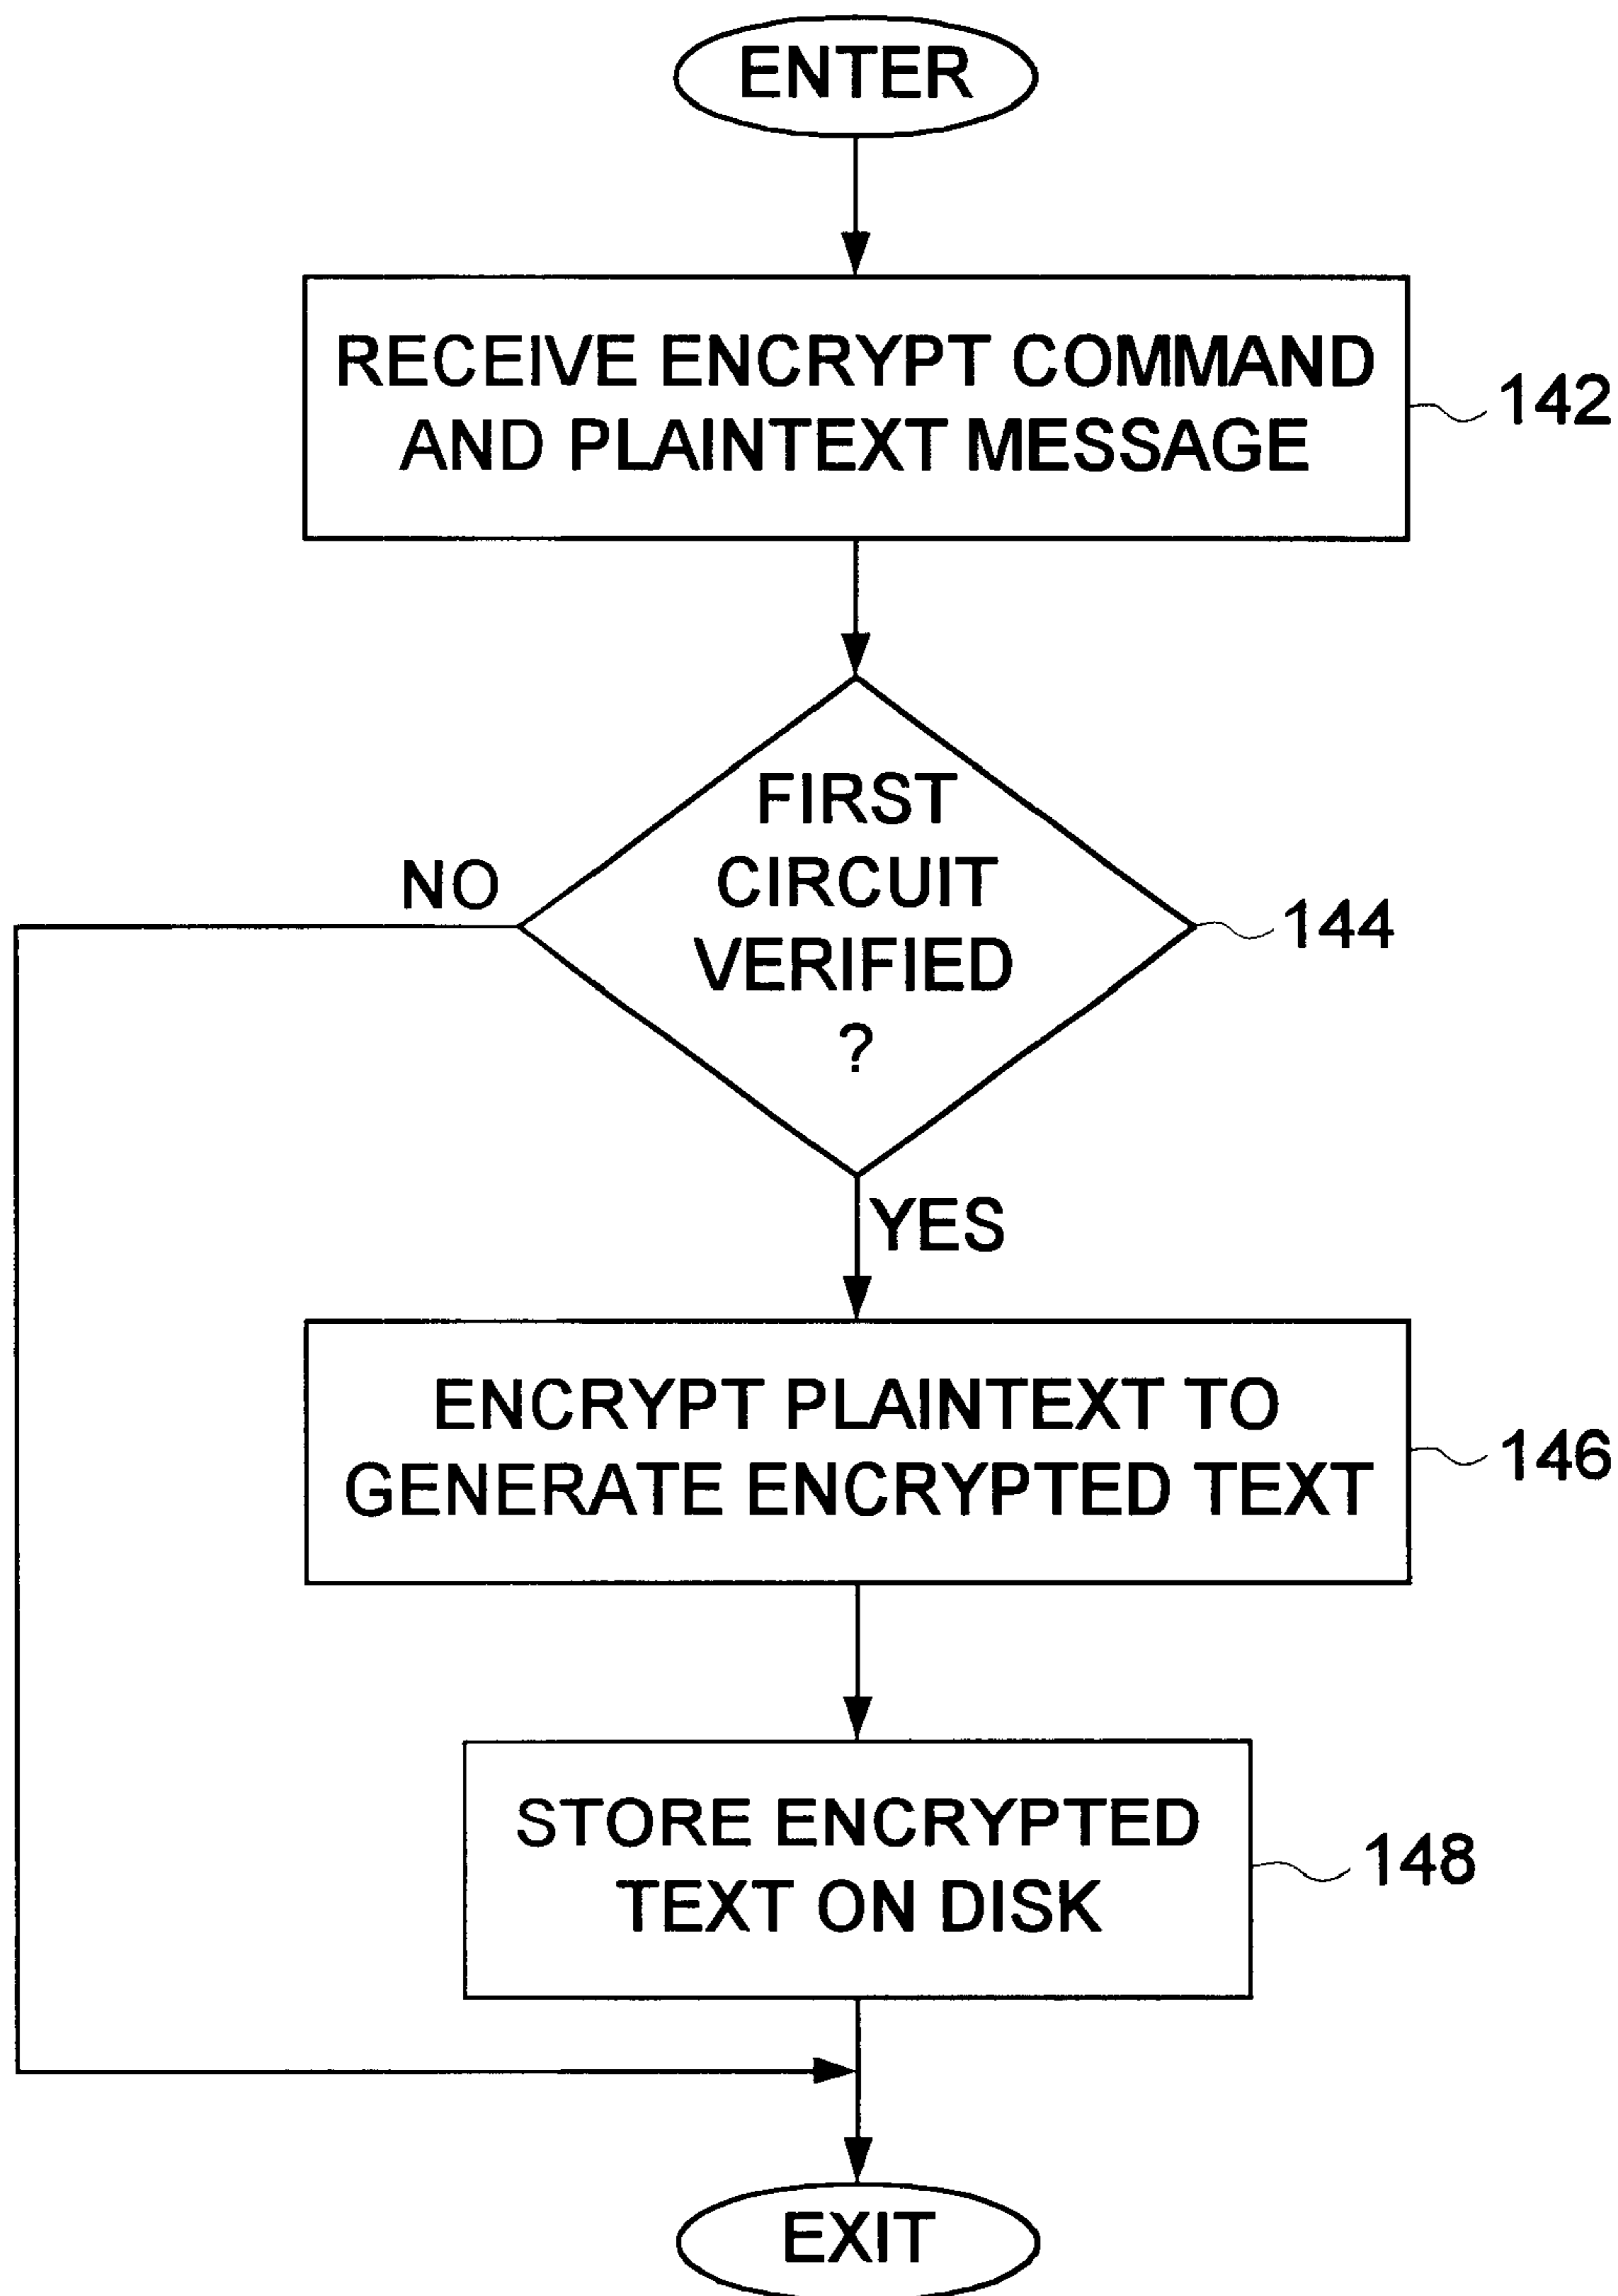 ENTER
RECEIVE ENCRYPT COMMAND
AND PLAINTEXT MESSAGE
142
FIRST
CIRCUIT
VERIFIED
?
NO
144
YES
ENCRYPT PLAINTEXT TO
GENERATE ENCRYPTED TEXT
146
STORE ENCRYPTED
TEXT ON DISK
148
EXIT